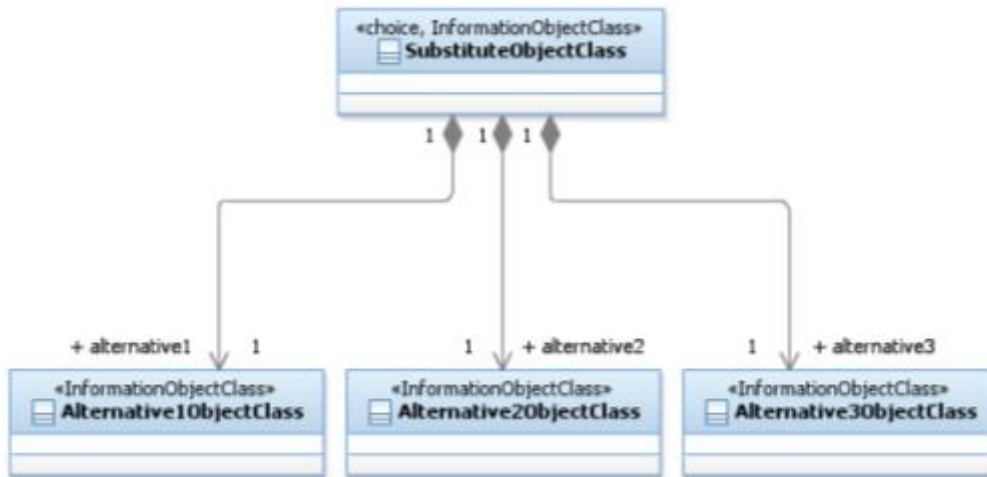 «choice, InformationObjectClass»
SubstituteObjectClass
1 1 1
+ alternative1 1 1 + alternative2 1 + alternative3
«InformationObjectClass» «InformationObjectClass» «InformationObjectClass»
Alternative1ObjectClass Alternative2ObjectClass Alternative3ObjectClass